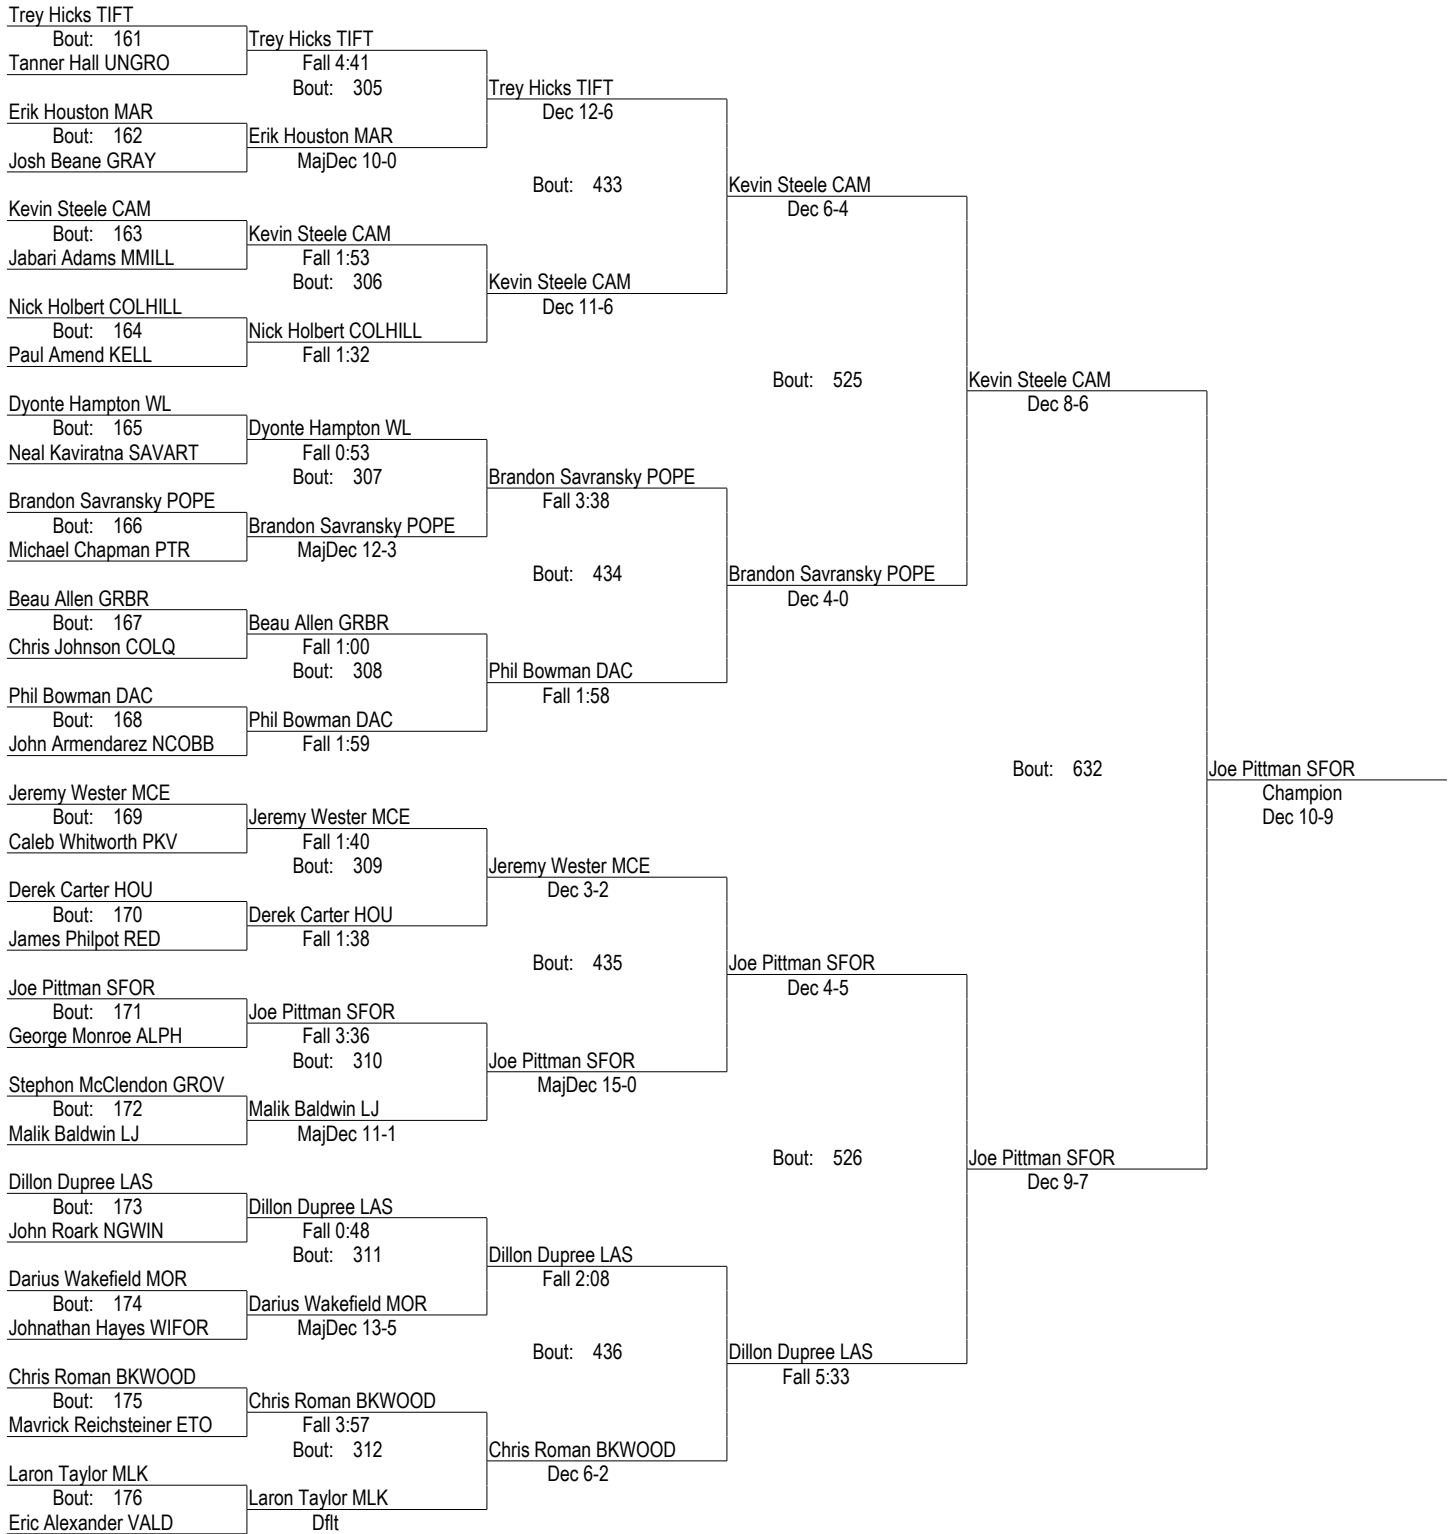 Trey Hicks TIFT
Bout: 161
Tanner Hall UNGRO
Erik Houston MAR
Bout: 162
Josh Beane GRAY
Kevin Steele CAM
Bout: 163
Jabari Adams MMILL
Nick Holbert COLHILL
Bout: 164
Paul Amend KELL
Dyonte Hampton WL
Bout: 165
Neal Kaviratna SAVART
Brandon Savransky POPE
Bout: 166
Michael Chapman PTR
Beau Allen GRBR
Bout: 167
Chris Johnson COLQ
Phil Bowman DAC
Bout: 168
John Armendarez NCOBB
Jeremy Wester MCE
Bout: 169
Caleb Whitworth PKV
Derek Carter HOU
Bout: 170
James Philpot RED
Joe Pittman SFOR
Bout: 171
George Monroe ALPH
Stephon McClendon GROV
Bout: 172
Malik Baldwin LJ
Dillon Dupree LAS
Bout: 173
John Roark NGWIN
Darius Wakefield MOR
Bout: 174
Johnathan Hayes WIFOR
Chris Roman BKWOOD
Bout: 175
Mavrick Reichsteiner ETO
Laron Taylor MLK
Bout: 176
Eric Alexander VALD
Trey Hicks TIFT
Fall 4:41
Bout: 305
Erik Houston MAR
MajDec 10-0
Kevin Steele CAM
Fall 1:53
Bout: 306
Nick Holbert COLHILL
Fall 1:32
Dyonte Hampton WL
Fall 0:53
Bout: 307
Brandon Savransky POPE
MajDec 12-3
Beau Allen GRBR
Fall 1:00
Bout: 308
Phil Bowman DAC
Fall 1:59
Jeremy Wester MCE
Fall 1:40
Bout: 309
Derek Carter HOU
Fall 1:38
Joe Pittman SFOR
Fall 3:36
Bout: 310
Malik Baldwin LJ
MajDec 11-1
Dillon Dupree LAS
Fall 0:48
Bout: 311
Darius Wakefield MOR
MajDec 13-5
Chris Roman BKWOOD
Fall 3:57
Bout: 312
Laron Taylor MLK
Dflt
Trey Hicks TIFT
Dec 12-6
Bout: 433
Kevin Steele CAM
Dec 11-6
Brandon Savransky POPE
Fall 3:38
Bout: 434
Phil Bowman DAC
Fall 1:58
Jeremy Wester MCE
Dec 3-2
Bout: 435
Joe Pittman SFOR
MajDec 15-0
Dillon Dupree LAS
Fall 2:08
Bout: 436
Chris Roman BKWOOD
Dec 6-2
Kevin Steele CAM
Dec 6-4
Bout: 525
Brandon Savransky POPE
Dec 4-0
Joe Pittman SFOR
Dec 4-5
Bout: 526
Dillon Dupree LAS
Fall 5:33
Kevin Steele CAM
Dec 8-6
Bout: 632
Joe Pittman SFOR
Dec 9-7
Joe Pittman SFOR
Champion
Dec 10-9